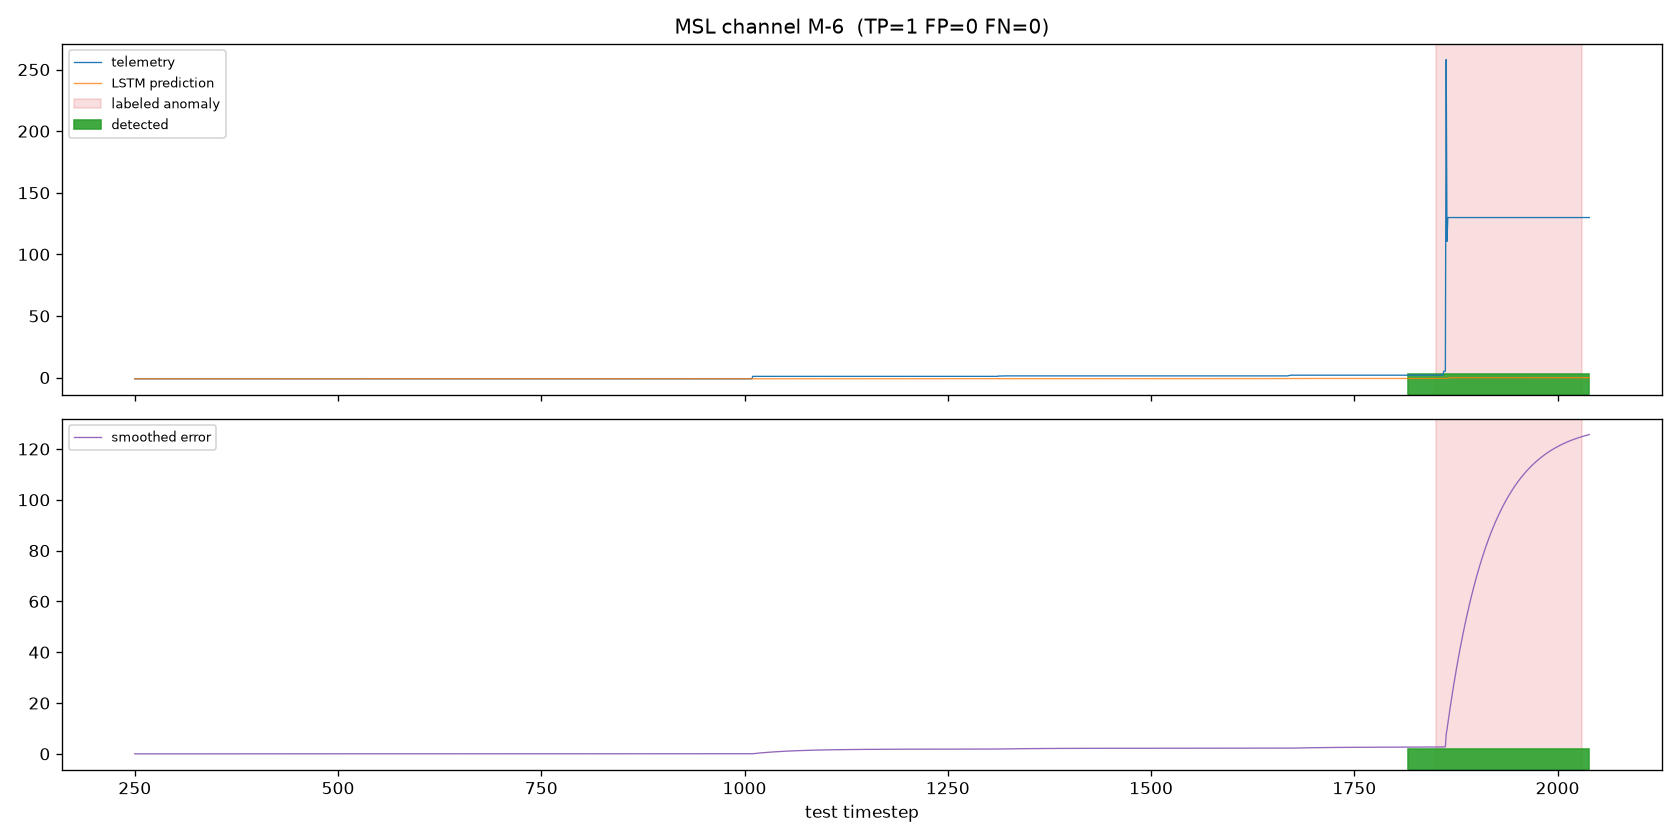 MSL channel M-6  (TP=1 FP=0 FN=0)
telemetry
LSTM prediction
labeled anomaly
detected
250
200
150
100
50
0
smoothed error
120
100
80
60
40
20
0
250 500 750 1000 1250 1500 1750 2000
test timestep